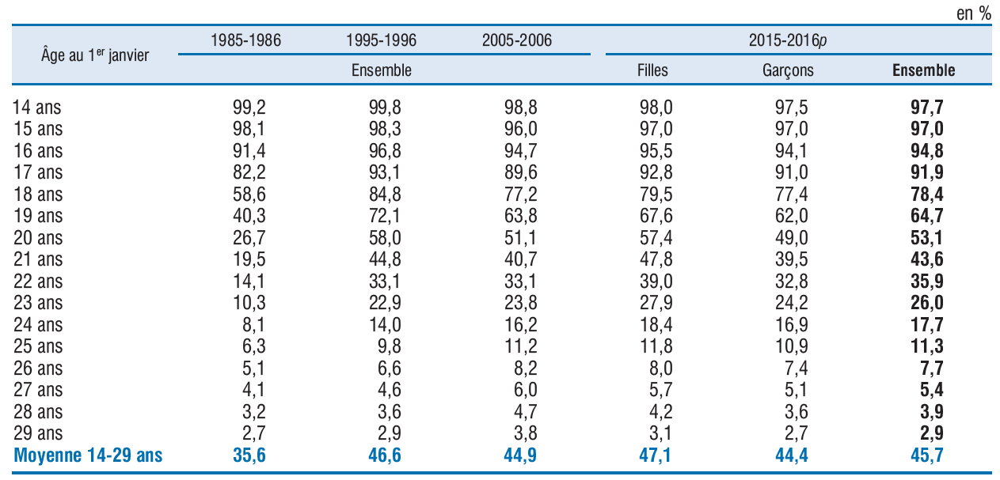 en %
Âge au 1er janvier 1985-1986 1995-1996 2005-2006 2015-2016p
Ensemble Filles Garçons Ensemble
14 ans 99,2 99,8 98,8 98,0 97,5 97,7
15 ans 98,1 98,3 96,0 97,0 97,0 97,0
16 ans 91,4 96,8 94,7 95,5 94,1 94,8
17 ans 82,2 93,1 89,6 92,8 91,0 91,9
18 ans 58,6 84,8 77,2 79,5 77,4 78,4
19 ans 40,3 72,1 63,8 67,6 62,0 64,7
20 ans 26,7 58,0 51,1 57,4 49,0 53,1
21 ans 19,5 44,8 40,7 47,8 39,5 43,6
22 ans 14,1 33,1 33,1 39,0 32,8 35,9
23 ans 10,3 22,9 23,8 27,9 24,2 26,0
24 ans 8,1 14,0 16,2 18,4 16,9 17,7
25 ans 6,3 9,8 11,2 11,8 10,9 11,3
26 ans 5,1 6,6 8,2 8,0 7,4 7,7
27 ans 4,1 4,6 6,0 5,7 5,1 5,4
28 ans 3,2 3,6 4,7 4,2 3,6 3,9
29 ans 2,7 2,9 3,8 3,1 2,7 2,9
Moyenne 14-29 ans 35,6 46,6 44,9 47,1 44,4 45,7